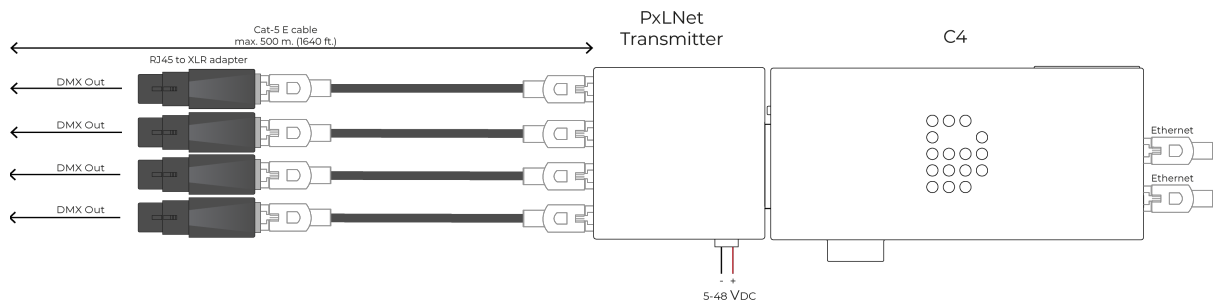 Cat-5 E cable
max. 500 m. (1640 ft.)
PxLNet
Transmitter
C4
RJ45 to XLR adapter
DMX Out
DMX Out
DMX Out
DMX Out
Ethernet
Ethernet
- +
5-48 VDC